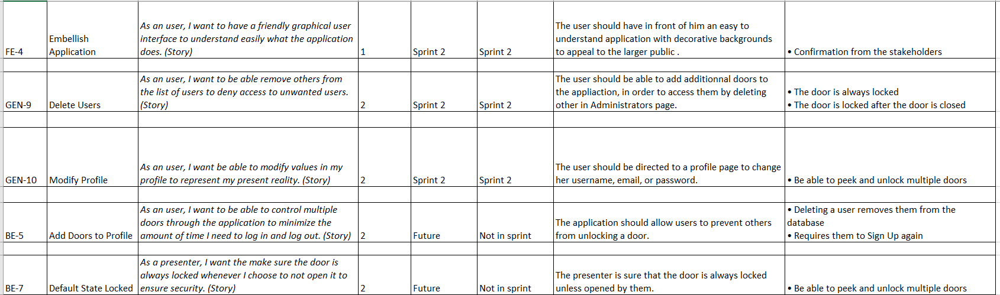 FE-4
Embellish
Application
As an user, I want to have a friendly graphical user
interface to understand easily what the application
does. (Story)
1
Sprint 2
Sprint 2
The user should have in front of him an easy to
understand application with decorative backgrounds
to appeal to the larger public .
• Confirmation from the stakeholders
GEN-9
Delete Users
As an user, I want to be able remove others from
the list of users to deny access to unwanted users.
(Story)
2
Sprint 2
Sprint 2
The user should be able to add additionnal doors to
the appliaction, in order to access them by deleting
other in Administrators page.
• The door is always locked
• The door is locked after the door is closed
GEN-10
Modify Profile
As an user, I want be able to modify values in my
profile to represent my present reality. (Story)
2
Sprint 2
Sprint 2
The user should be directed to a profile page to change
her username, email, or password.
• Be able to peek and unlock multiple doors
BE-5
Add Doors to Profile
As an user, I want to be able to control multiple
doors through the application to minimize the
amount of time I need to log in and log out. (Story)
2
Future
Not in sprint
The application should allow users to prevent others
from unlocking a door.
• Deleting a user removes them from the
database
• Requires them to Sign Up again
BE-7
Default State Locked
As a presenter, I want the make sure the door is
always locked whenever I choose to not open it to
ensure security. (Story)
2
Future
Not in sprint
The presenter is sure that the door is always locked
unless opened by them.
• Be able to peek and unlock multiple doors